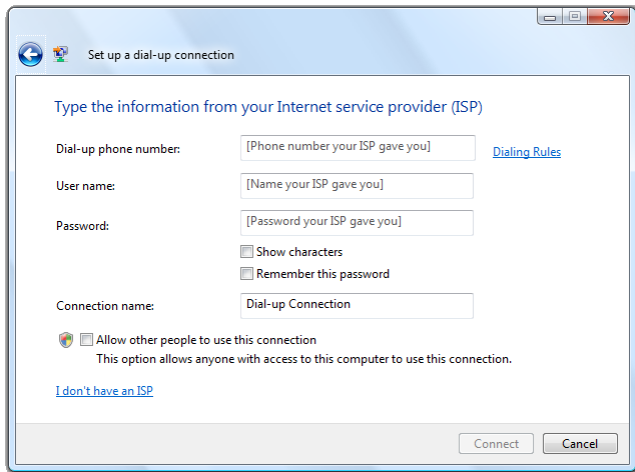 Set up a dial-up connection
Type the information from your Internet service provider (ISP)
Dial-up phone number: [Phone number your ISP gave you] Dialing Rules
User name: [Name your ISP gave you]
Password: [Password your ISP gave you]
Show characters
Remember this password
Connection name: Dial-up Connection
Allow other people to use this connection
This option allows anyone with access to this computer to use this connection.
I don't have an ISP
Connect Cancel